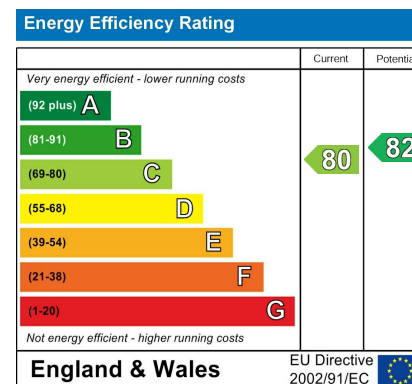 Energy Efficiency Rating
Current Potentia
Very energy efficient - lower running costs
(92 plus) A
(81-91) B
(69-80) C
(55-68) D
(39-54) E
(21-38) F
(1-20) G
80
82
Not energy efficient - higher running costs
England & Wales
EU Directive
2002/91/EC